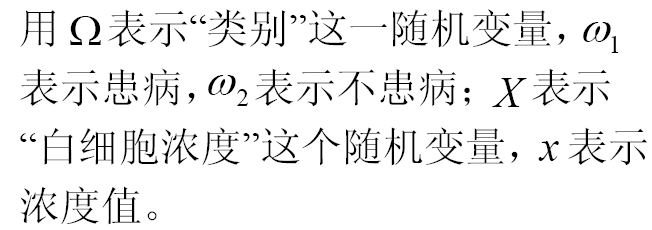 用 Ω 表示“类别”这一随机变量，ω₁
表示患病，ω₂ 表示不患病；X 表示
“白细胞浓度”这个随机变量，x 表示
浓度值。